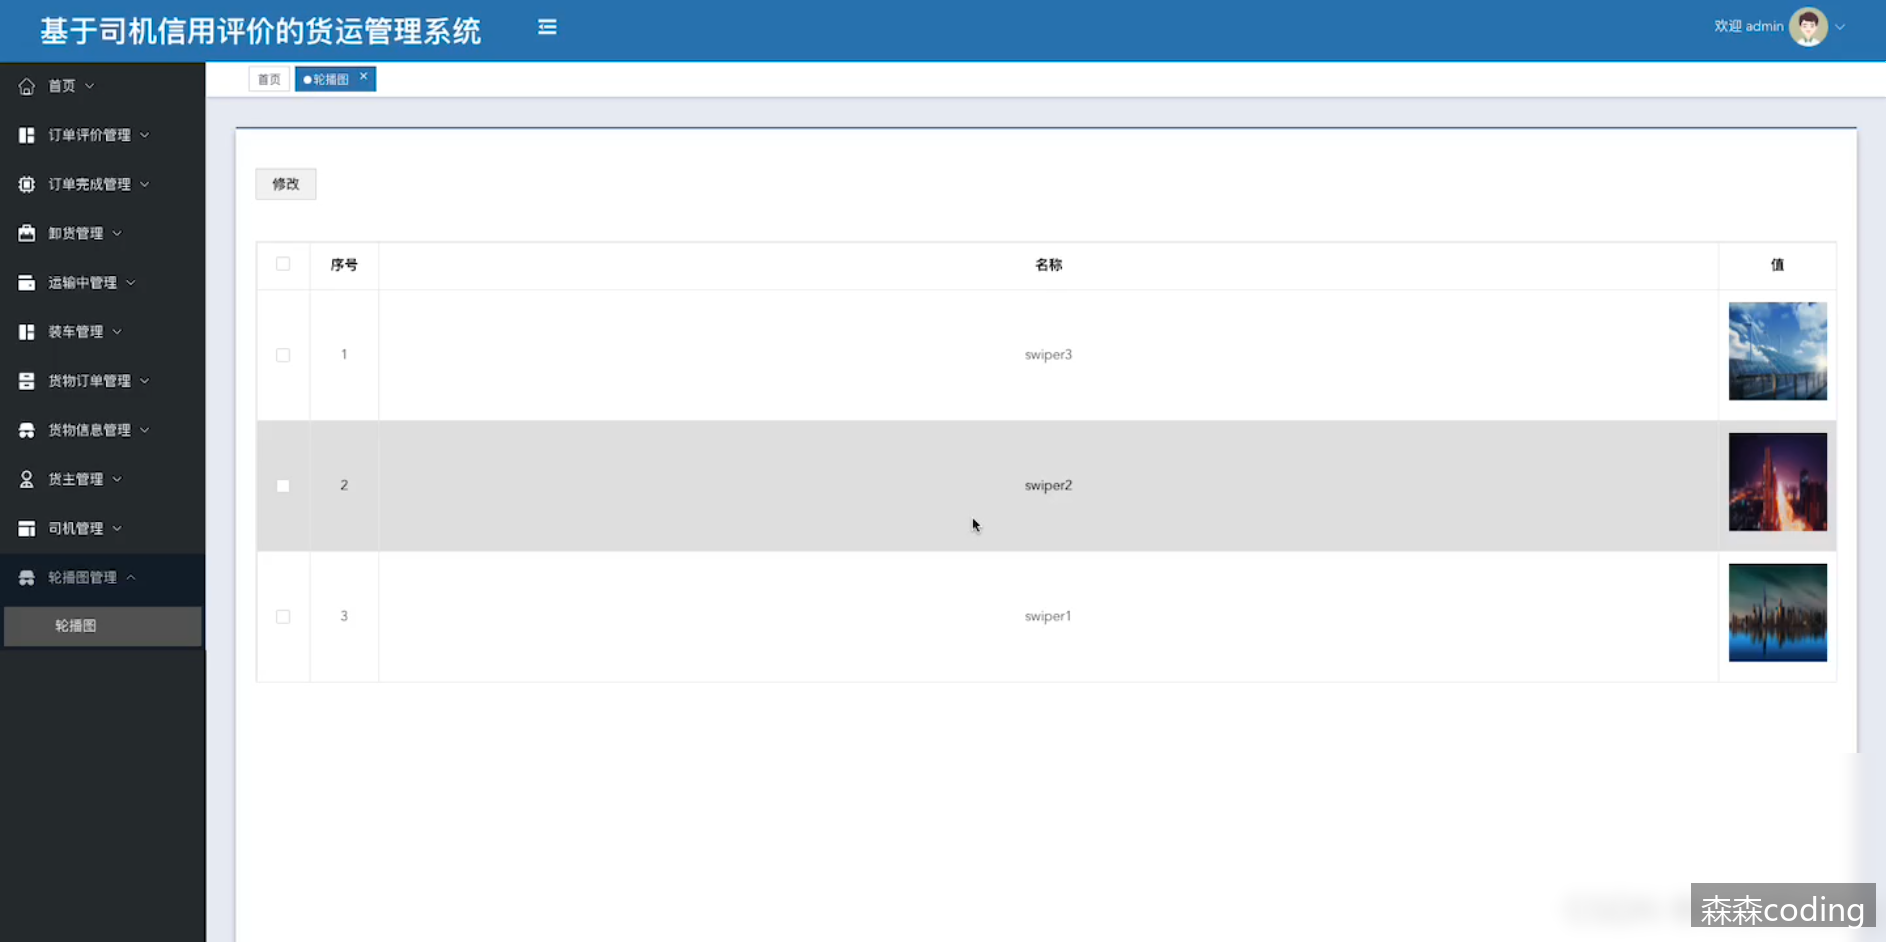 基于司机信用评价的货运管理系统
欢迎 admin
首页
订单评价管理
订单完成管理
卸货管理
运输中管理
装车管理
货物订单管理
货物信息管理
货主管理
司机管理
轮播图管理
轮播图
首页
轮播图
修改
序号 名称 值
1 swiper3
2 swiper2
3 swiper1
森森coding